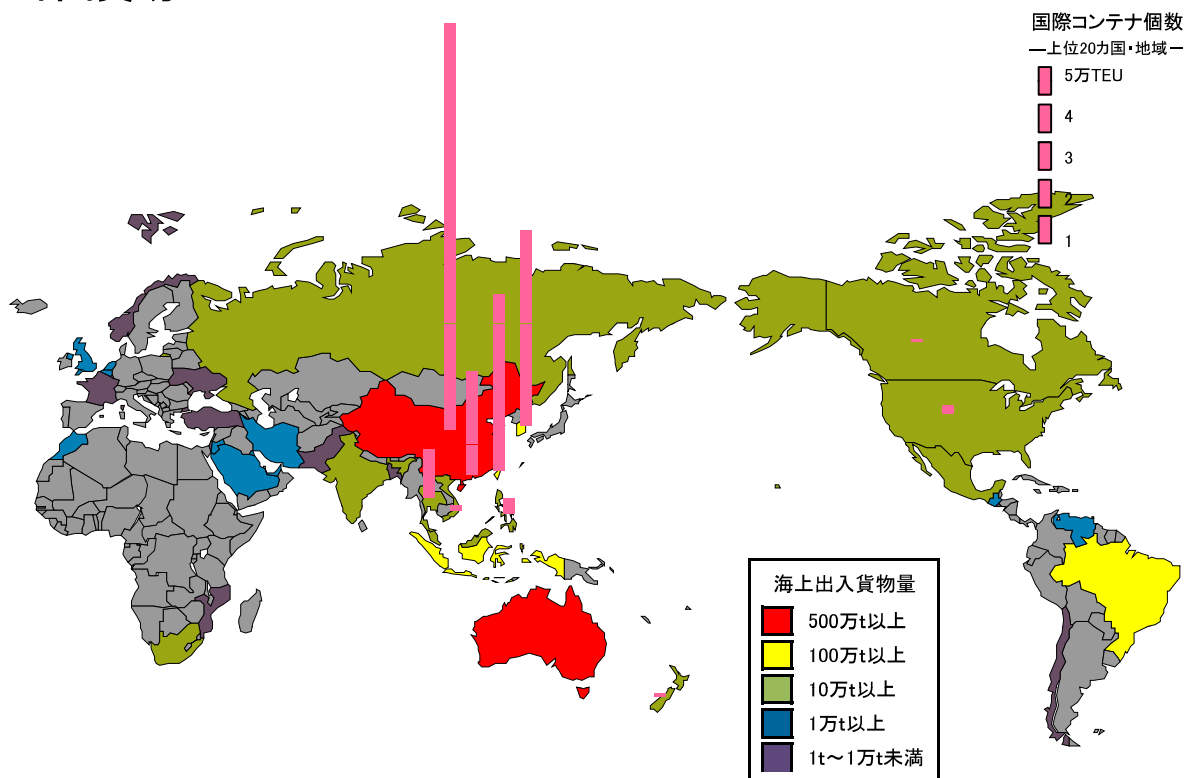 国際コンテナ個数
―上位20カ国・地域―
5万TEU
4
3
2
1
海上出入貨物量
500万t以上
100万t以上
10万t以上
1万t以上
1t～1万t未満